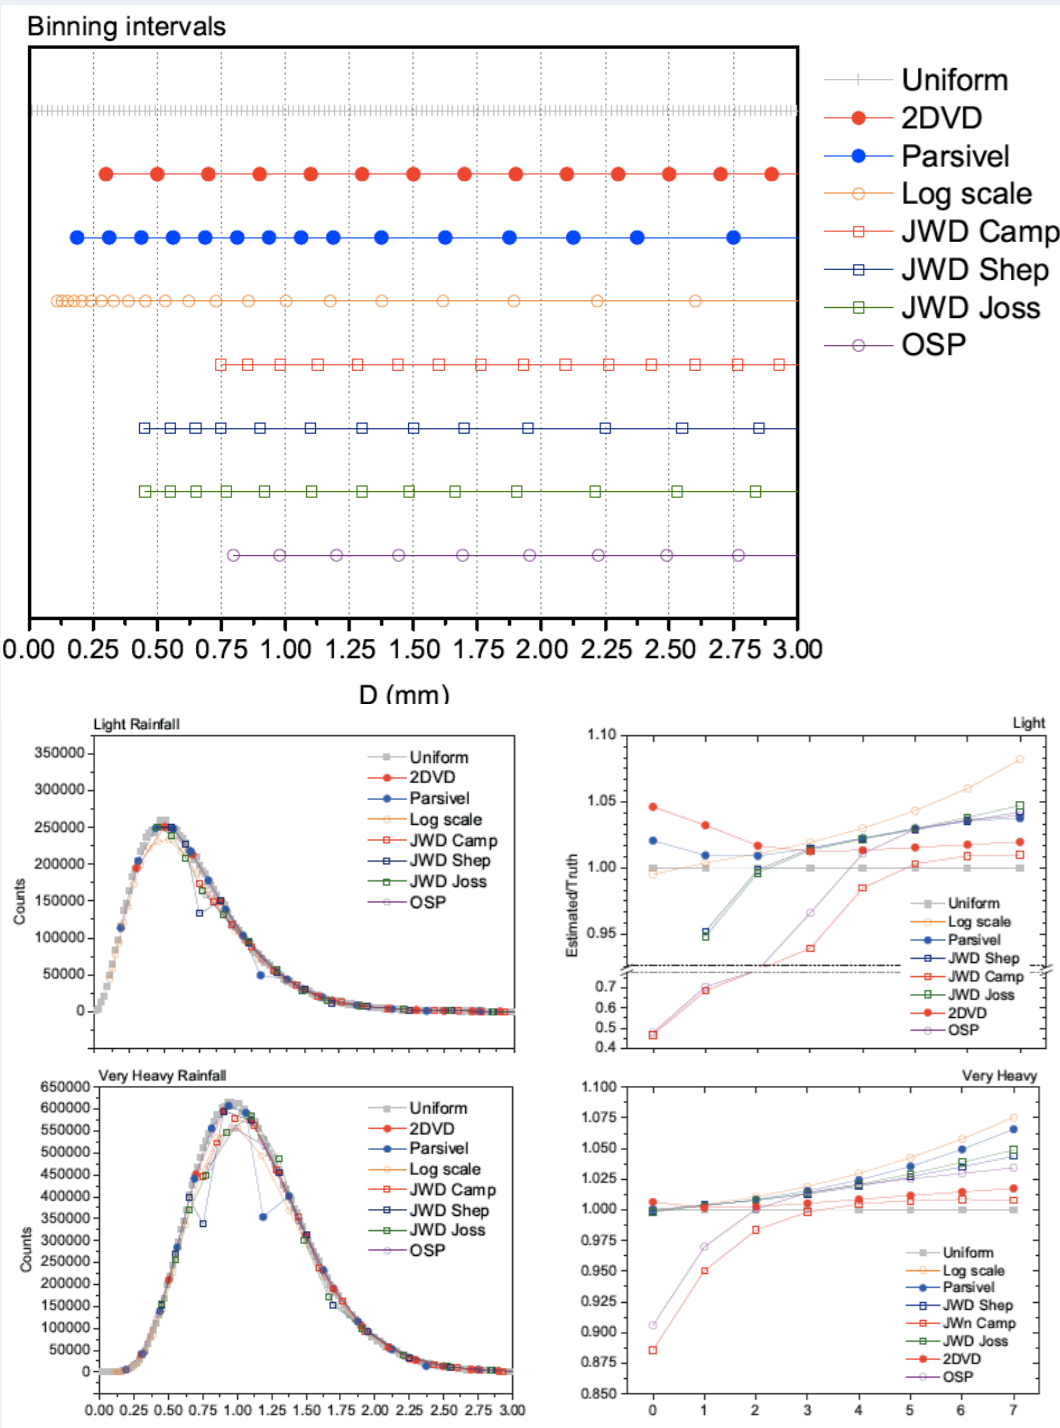 Binning intervals
Uniform
2DVD
Parsivel
Log scale
JWD Camp
JWD Shep
JWD Joss
OSP
0.00 0.25 0.50 0.75 1.00 1.25 1.50 1.75 2.00 2.25 2.50 2.75 3.00
D (mm)
Light Rainfall
350000
300000
250000
200000
150000
100000
50000
0
Counts
Uniform
2DVD
Parsivel
Log scale
JWD Camp
JWD Shep
JWD Joss
OSP
Light
1.10
1.05
1.00
0.95
0.7
0.6
0.5
0.4
Estimated/Truth
Uniform
Log scale
Parsivel
JWD Shep
JWD Camp
JWD Joss
2DVD
OSP
Very Heavy Rainfall
650000
600000
550000
500000
450000
400000
350000
300000
250000
200000
150000
100000
50000
0
Counts
Uniform
2DVD
Parsivel
Log scale
JWD Camp
JWD Shep
JWD Joss
OSP
0.00 0.25 0.50 0.75 1.00 1.25 1.50 1.75 2.00 2.25 2.50 2.75 3.00
Very Heavy
1.100
1.075
1.050
1.025
1.000
0.975
0.950
0.925
0.900
0.875
0.850
Uniform
Log scale
Parsivel
JWD Shep
JWn Camp
JWD Joss
2DVD
OSP
0 1 2 3 4 5 6 7